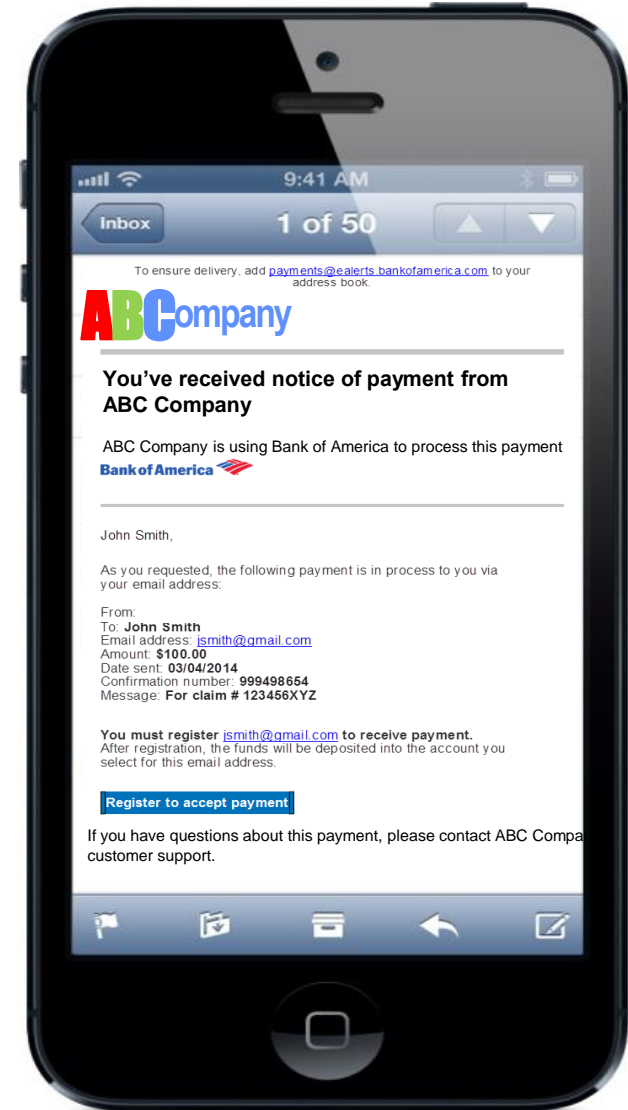 9:41 AM
Inbox
1 of 50
To ensure delivery, add payments@ealerts.bankofamerica.com to your
address book.
ABCompany
You’ve received notice of payment from
ABC Company
ABC Company is using Bank of America to process this payment
Bank of America
John Smith,
As you requested, the following payment is in process to you via
your email address:
From:
To: John Smith
Email address: jsmith@gmail.com
Amount: $100.00
Date sent: 03/04/2014
Confirmation number: 999498654
Message: For claim # 123456XYZ
You must register jsmith@gmail.com to receive payment.
After registration, the funds will be deposited into the account you
select for this email address.
Register to accept payment
If you have questions about this payment, please contact ABC Compan
customer support.